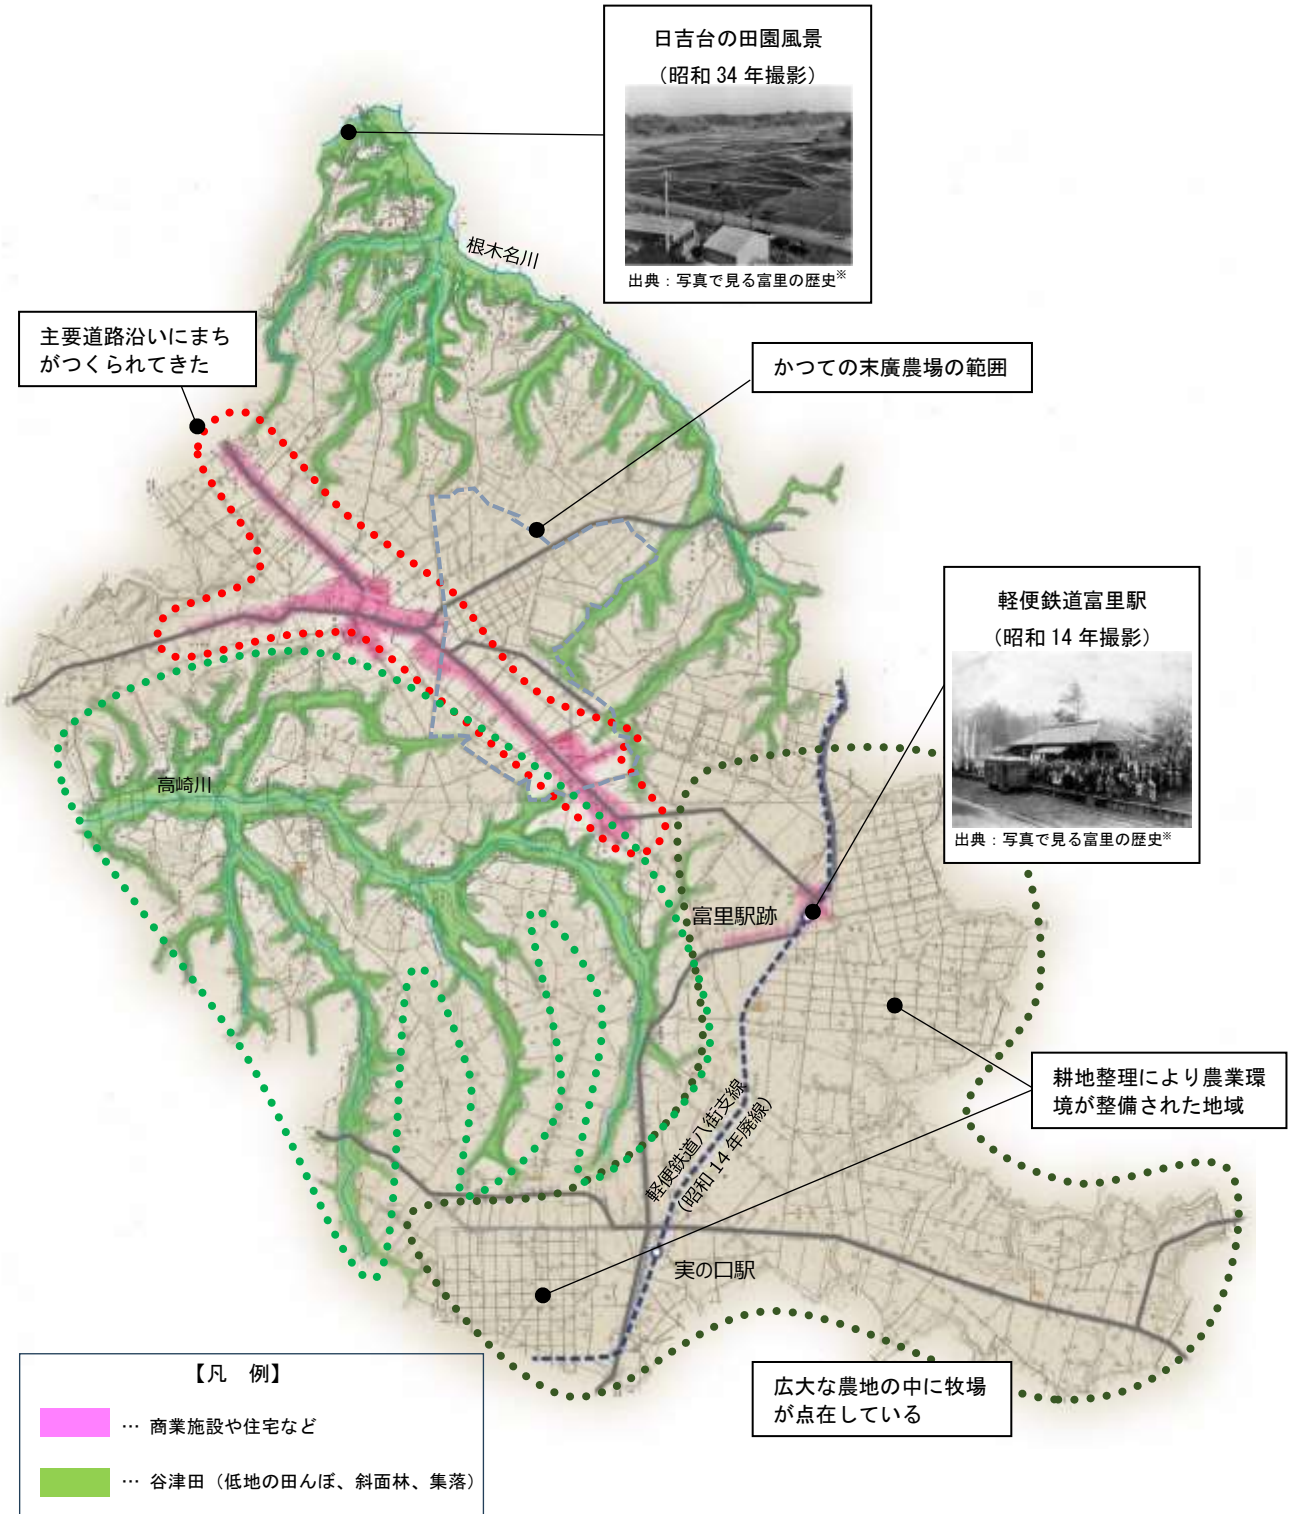 日吉台の田園風景
（昭和 34 年撮影）
出典：写真で見る富里の歴史※
根木名川
主要道路沿いにまち
がつくられてきた
かつての末廣農場の範囲
軽便鉄道富里駅
（昭和 14 年撮影）
出典：写真で見る富里の歴史※
高崎川
富里駅跡
耕地整理により農業環
境が整備された地域
軽便鉄道八街支線
(昭和 14 年廃線)
実の口駅
広大な農地の中に牧場
が点在している
【凡　例】
… 商業施設や住宅など
… 谷津田（低地の田んぼ、斜面林、集落）